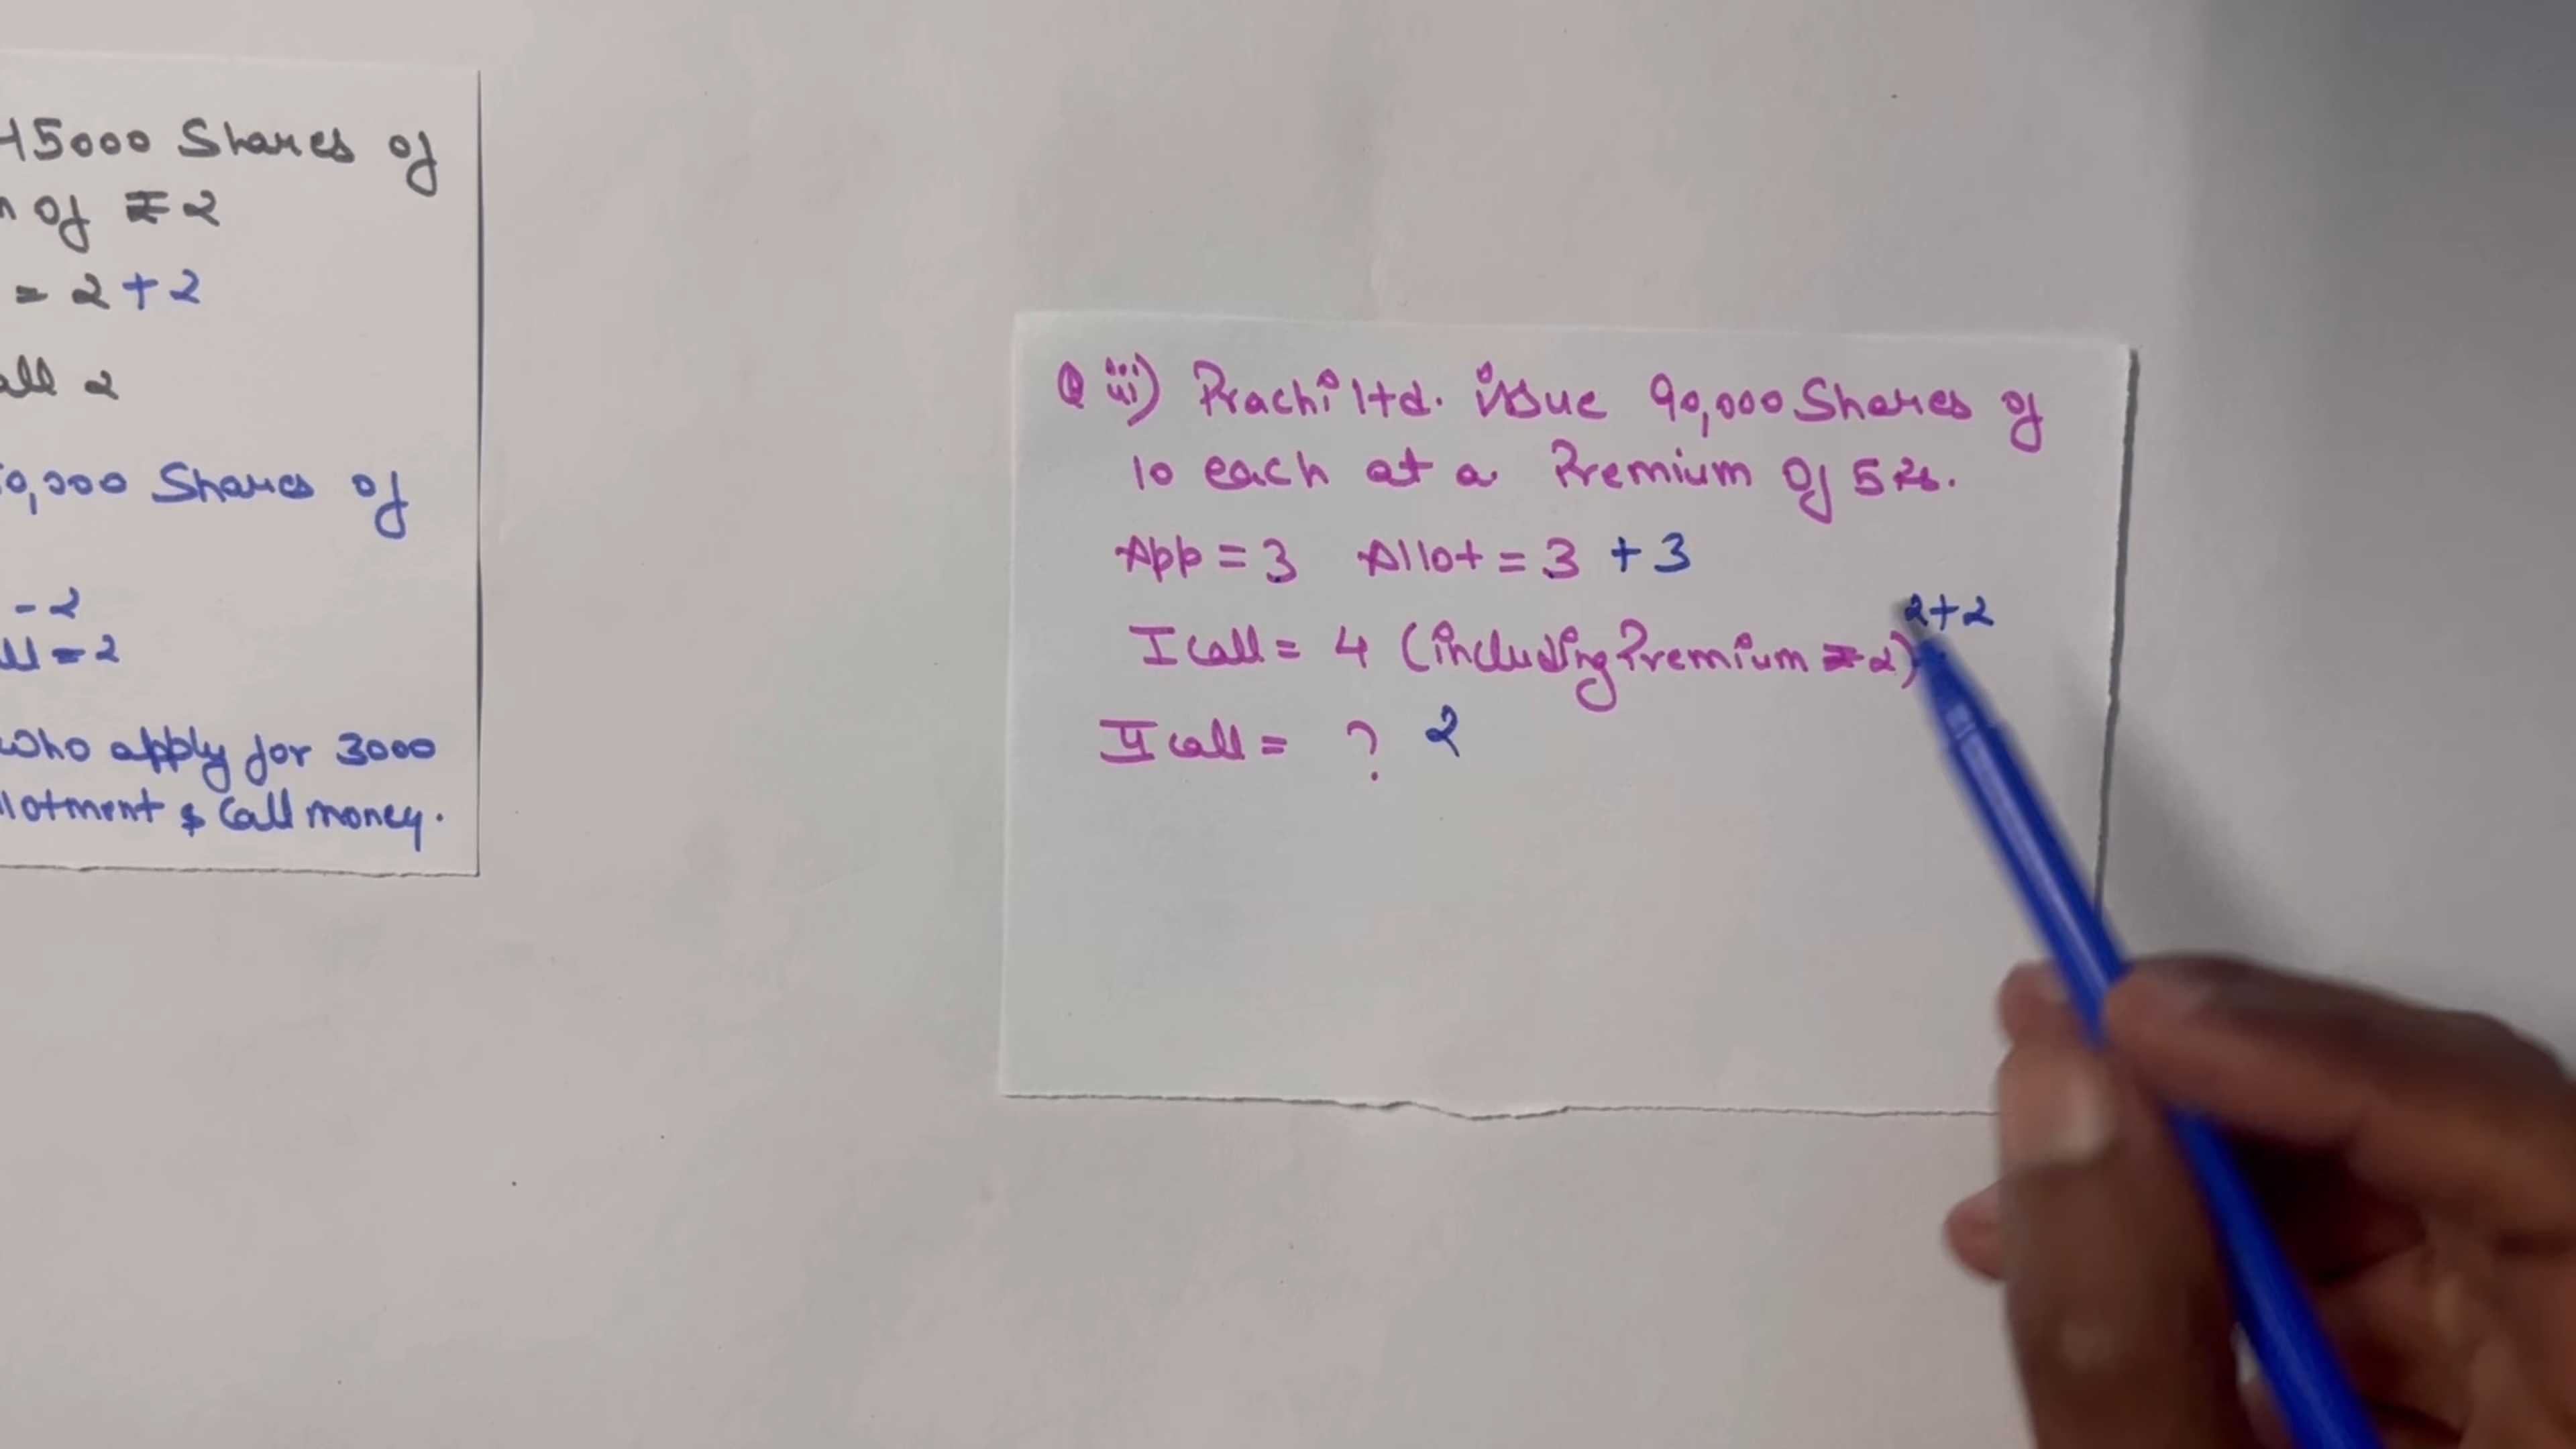 45000 Shares of
of ₹2
= 2+2
all 2
0,000 Shares of
- 2
ll = 2
who apply for 3000
llotment & Call money.
Q iii) Prachi ltd. issue 90,000 Shares of
10 each at a Premium of 5 Rs.
App = 3 Allot = 3 + 3
2+2
I Call = 4 (including Premium ₹2)
II Call = ? 2